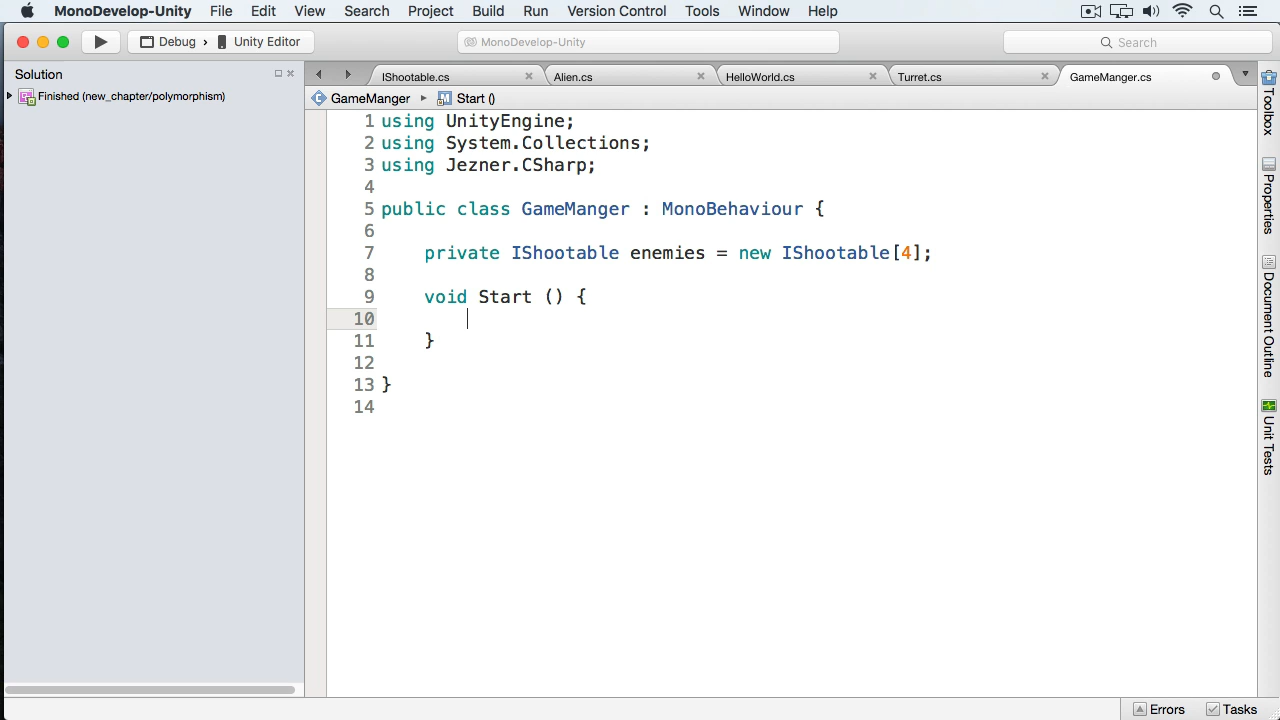 MonoDevelop-Unity File Edit View Search Project Build Run Version Control Tools Window Help
Debug › Unity Editor
MonoDevelop-Unity
Search
Solution
Finished (new_chapter/polymorphism)
IShootable.cs
Alien.cs
HelloWorld.cs
Turret.cs
GameManger.cs
GameManger ▸ Start ()
1 using UnityEngine;
2 using System.Collections;
3 using Jezner.CSharp;
4
5 public class GameManger : MonoBehaviour {
6
7 private IShootable enemies = new IShootable[4];
8
9 void Start () {
10
11 }
12
13 }
14
Toolbox
Properties
Document Outline
Unit Tests
Errors
Tasks